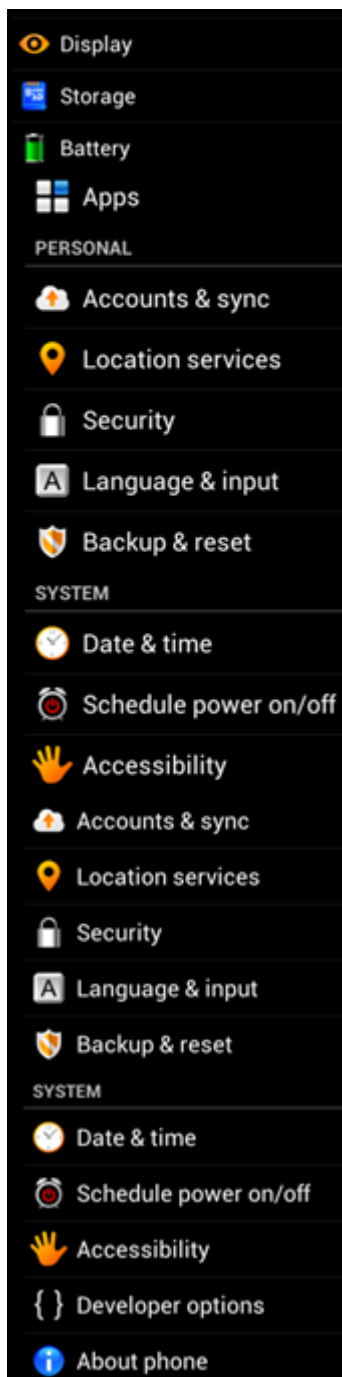 Display
Storage
Battery
Apps
PERSONAL
Accounts & sync
Location services
Security
A Language & input
Backup & reset
SYSTEM
Date & time
Schedule power on/off
Accessibility
Accounts & sync
Location services
Security
A Language & input
Backup & reset
SYSTEM
Date & time
Schedule power on/off
Accessibility
{ } Developer options
About phone